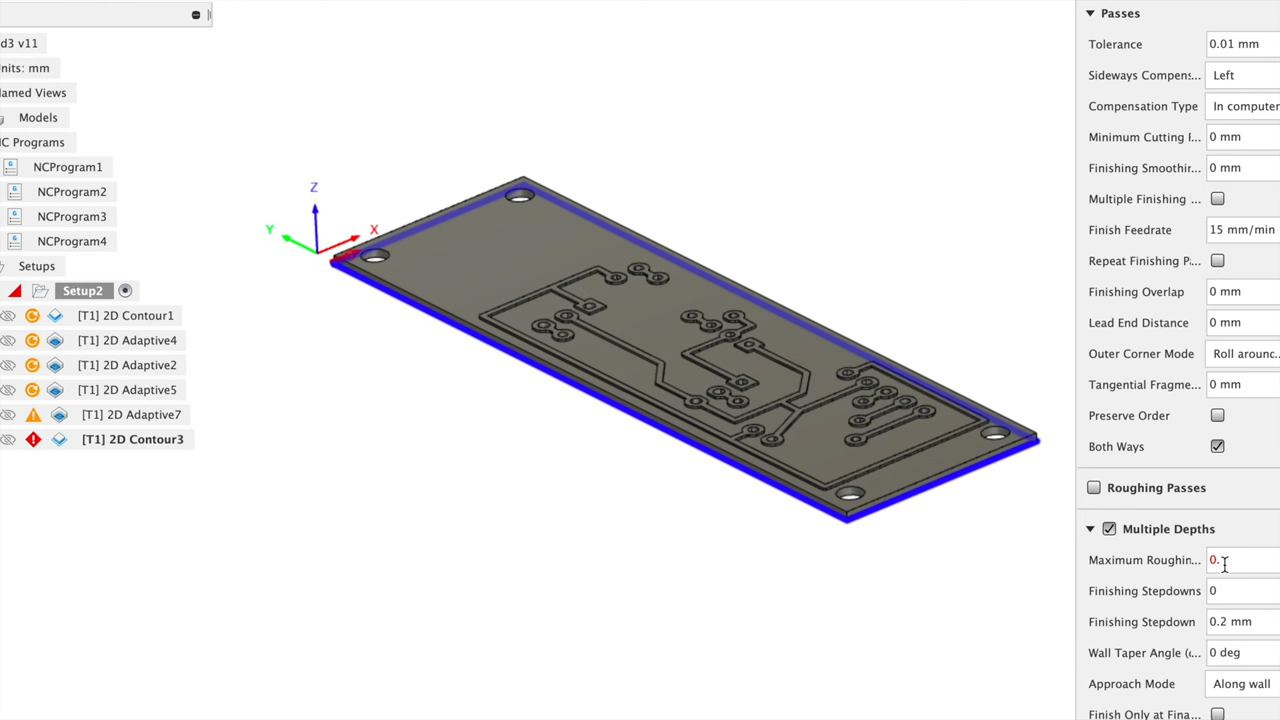 d3 v11
nits: mm
amed Views
Models
C Programs
NCProgram1
NCProgram2
NCProgram3
NCProgram4
Setups
Setup2
[T1] 2D Contour1
[T1] 2D Adaptive4
[T1] 2D Adaptive2
[T1] 2D Adaptive5
[T1] 2D Adaptive7
[T1] 2D Contour3
Z
Y
X
Passes
Tolerance 0.01 mm
Sideways Compens... Left
Compensation Type In computer
Minimum Cutting I... 0 mm
Finishing Smoothin... 0 mm
Multiple Finishing ...
Finish Feedrate 15 mm/min
Repeat Finishing P...
Finishing Overlap 0 mm
Lead End Distance 0 mm
Outer Corner Mode Roll aroun...
Tangential Fragme... 0 mm
Preserve Order
Both Ways
Roughing Passes
Multiple Depths
Maximum Roughin... 0.
Finishing Stepdowns 0
Finishing Stepdown 0.2 mm
Wall Taper Angle (... 0 deg
Approach Mode Along wall
Finish Only at Fina...